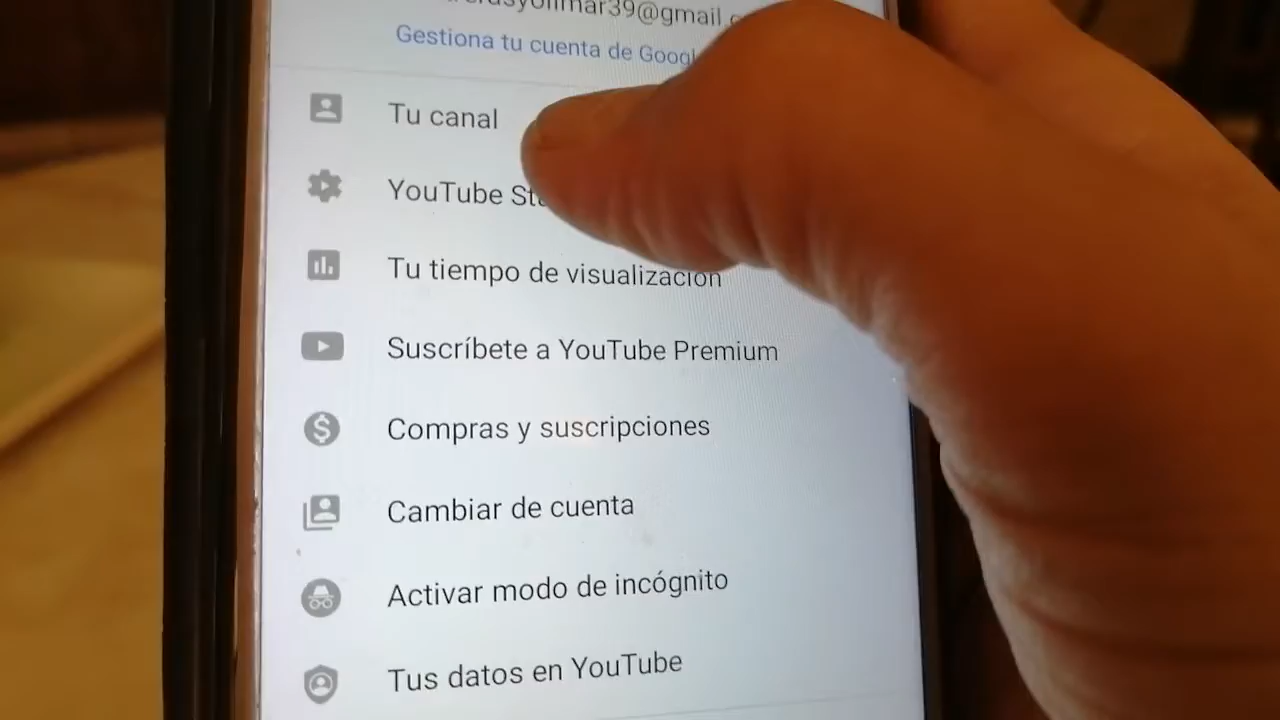 Gestiona tu cuenta de
Tu canal
YouTube
Tu tiempo de visualización
Suscríbete a YouTube Premium
Compras y suscripciones
Cambiar de cuenta
Activar modo de incógnito
Tus datos en YouTube